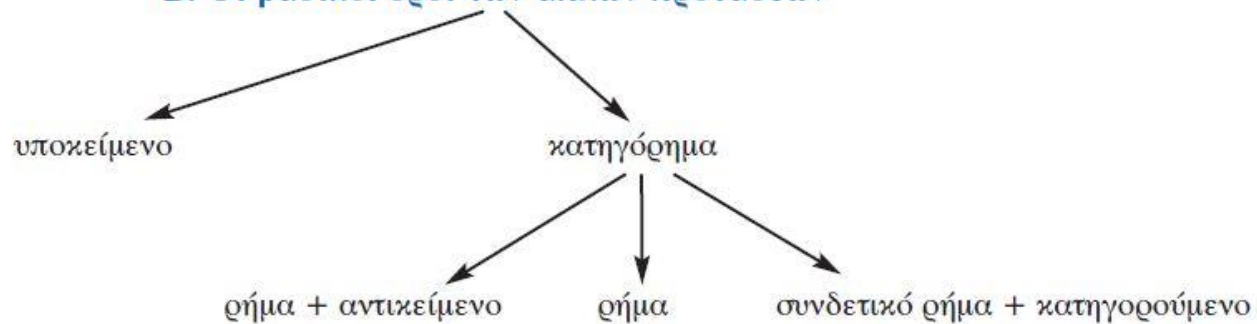 υποκείμενο κατηγόρημα
ρήμα + αντικείμενο ρήμα συνδετικό ρήμα + κατηγορούμενο